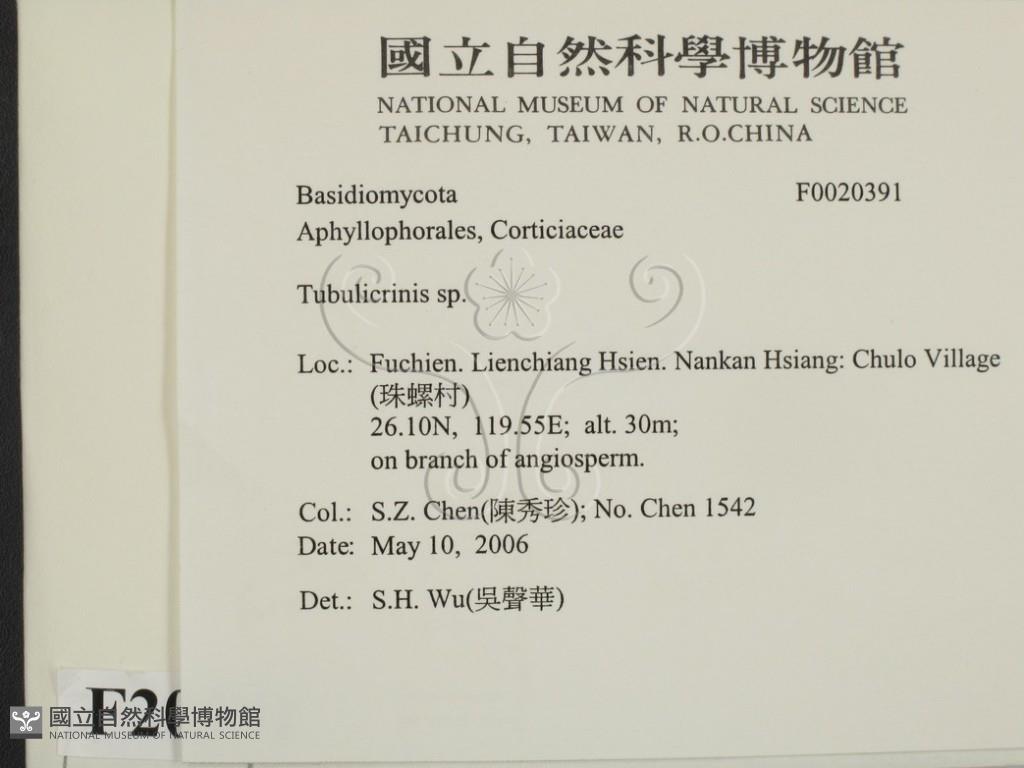 國立自然科學博物館
NATIONAL MUSEUM OF NATURAL SCIENCE
TAICHUNG, TAIWAN, R.O.CHINA
Basidiomycota F0020391
Aphyllophorales, Corticiaceae
Tubulicrinis sp.
Loc.: Fuchien. Lienchiang Hsien. Nankan Hsiang: Chulo Village
(珠螺村)
26.10N, 119.55E; alt. 30m;
on branch of angiosperm.
Col.: S.Z. Chen(陳秀珍); No. Chen 1542
Date: May 10, 2006
Det.: S.H. Wu(吳聲華)
國立自然科學博物館
NATIONAL MUSEUM OF NATURAL SCIENCE